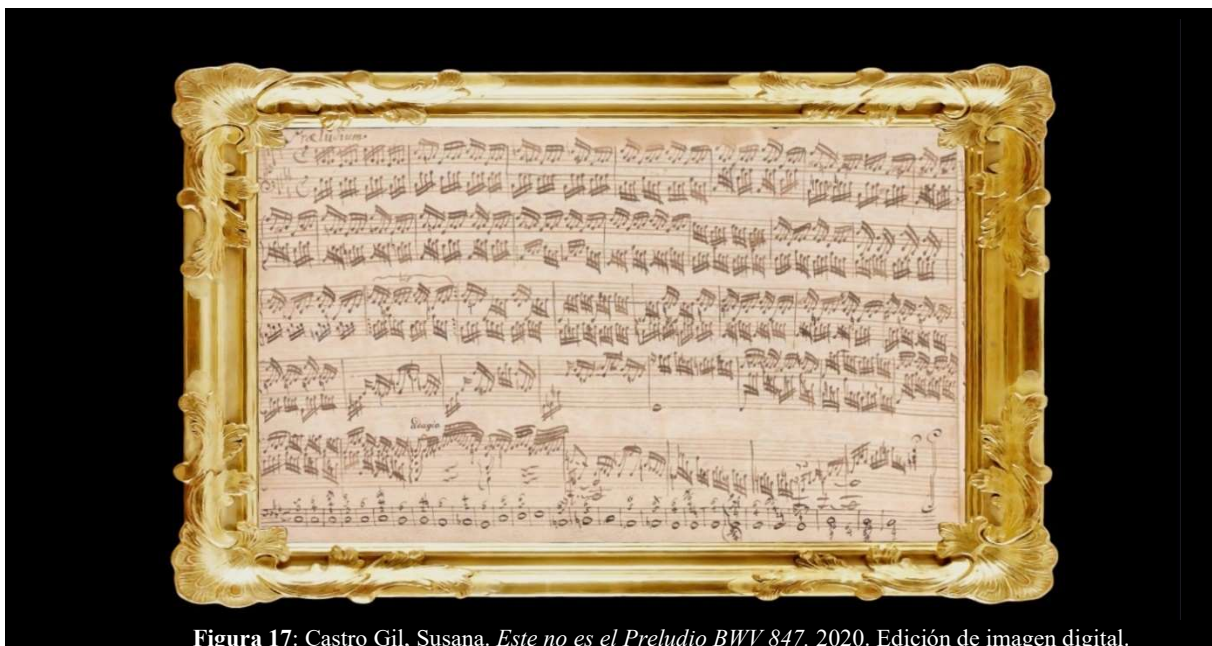 Præludium.
Adagio
Figura 17: Castro Gil, Susana. Este no es el Preludio BWV 847. 2020. Edición de imagen digital.